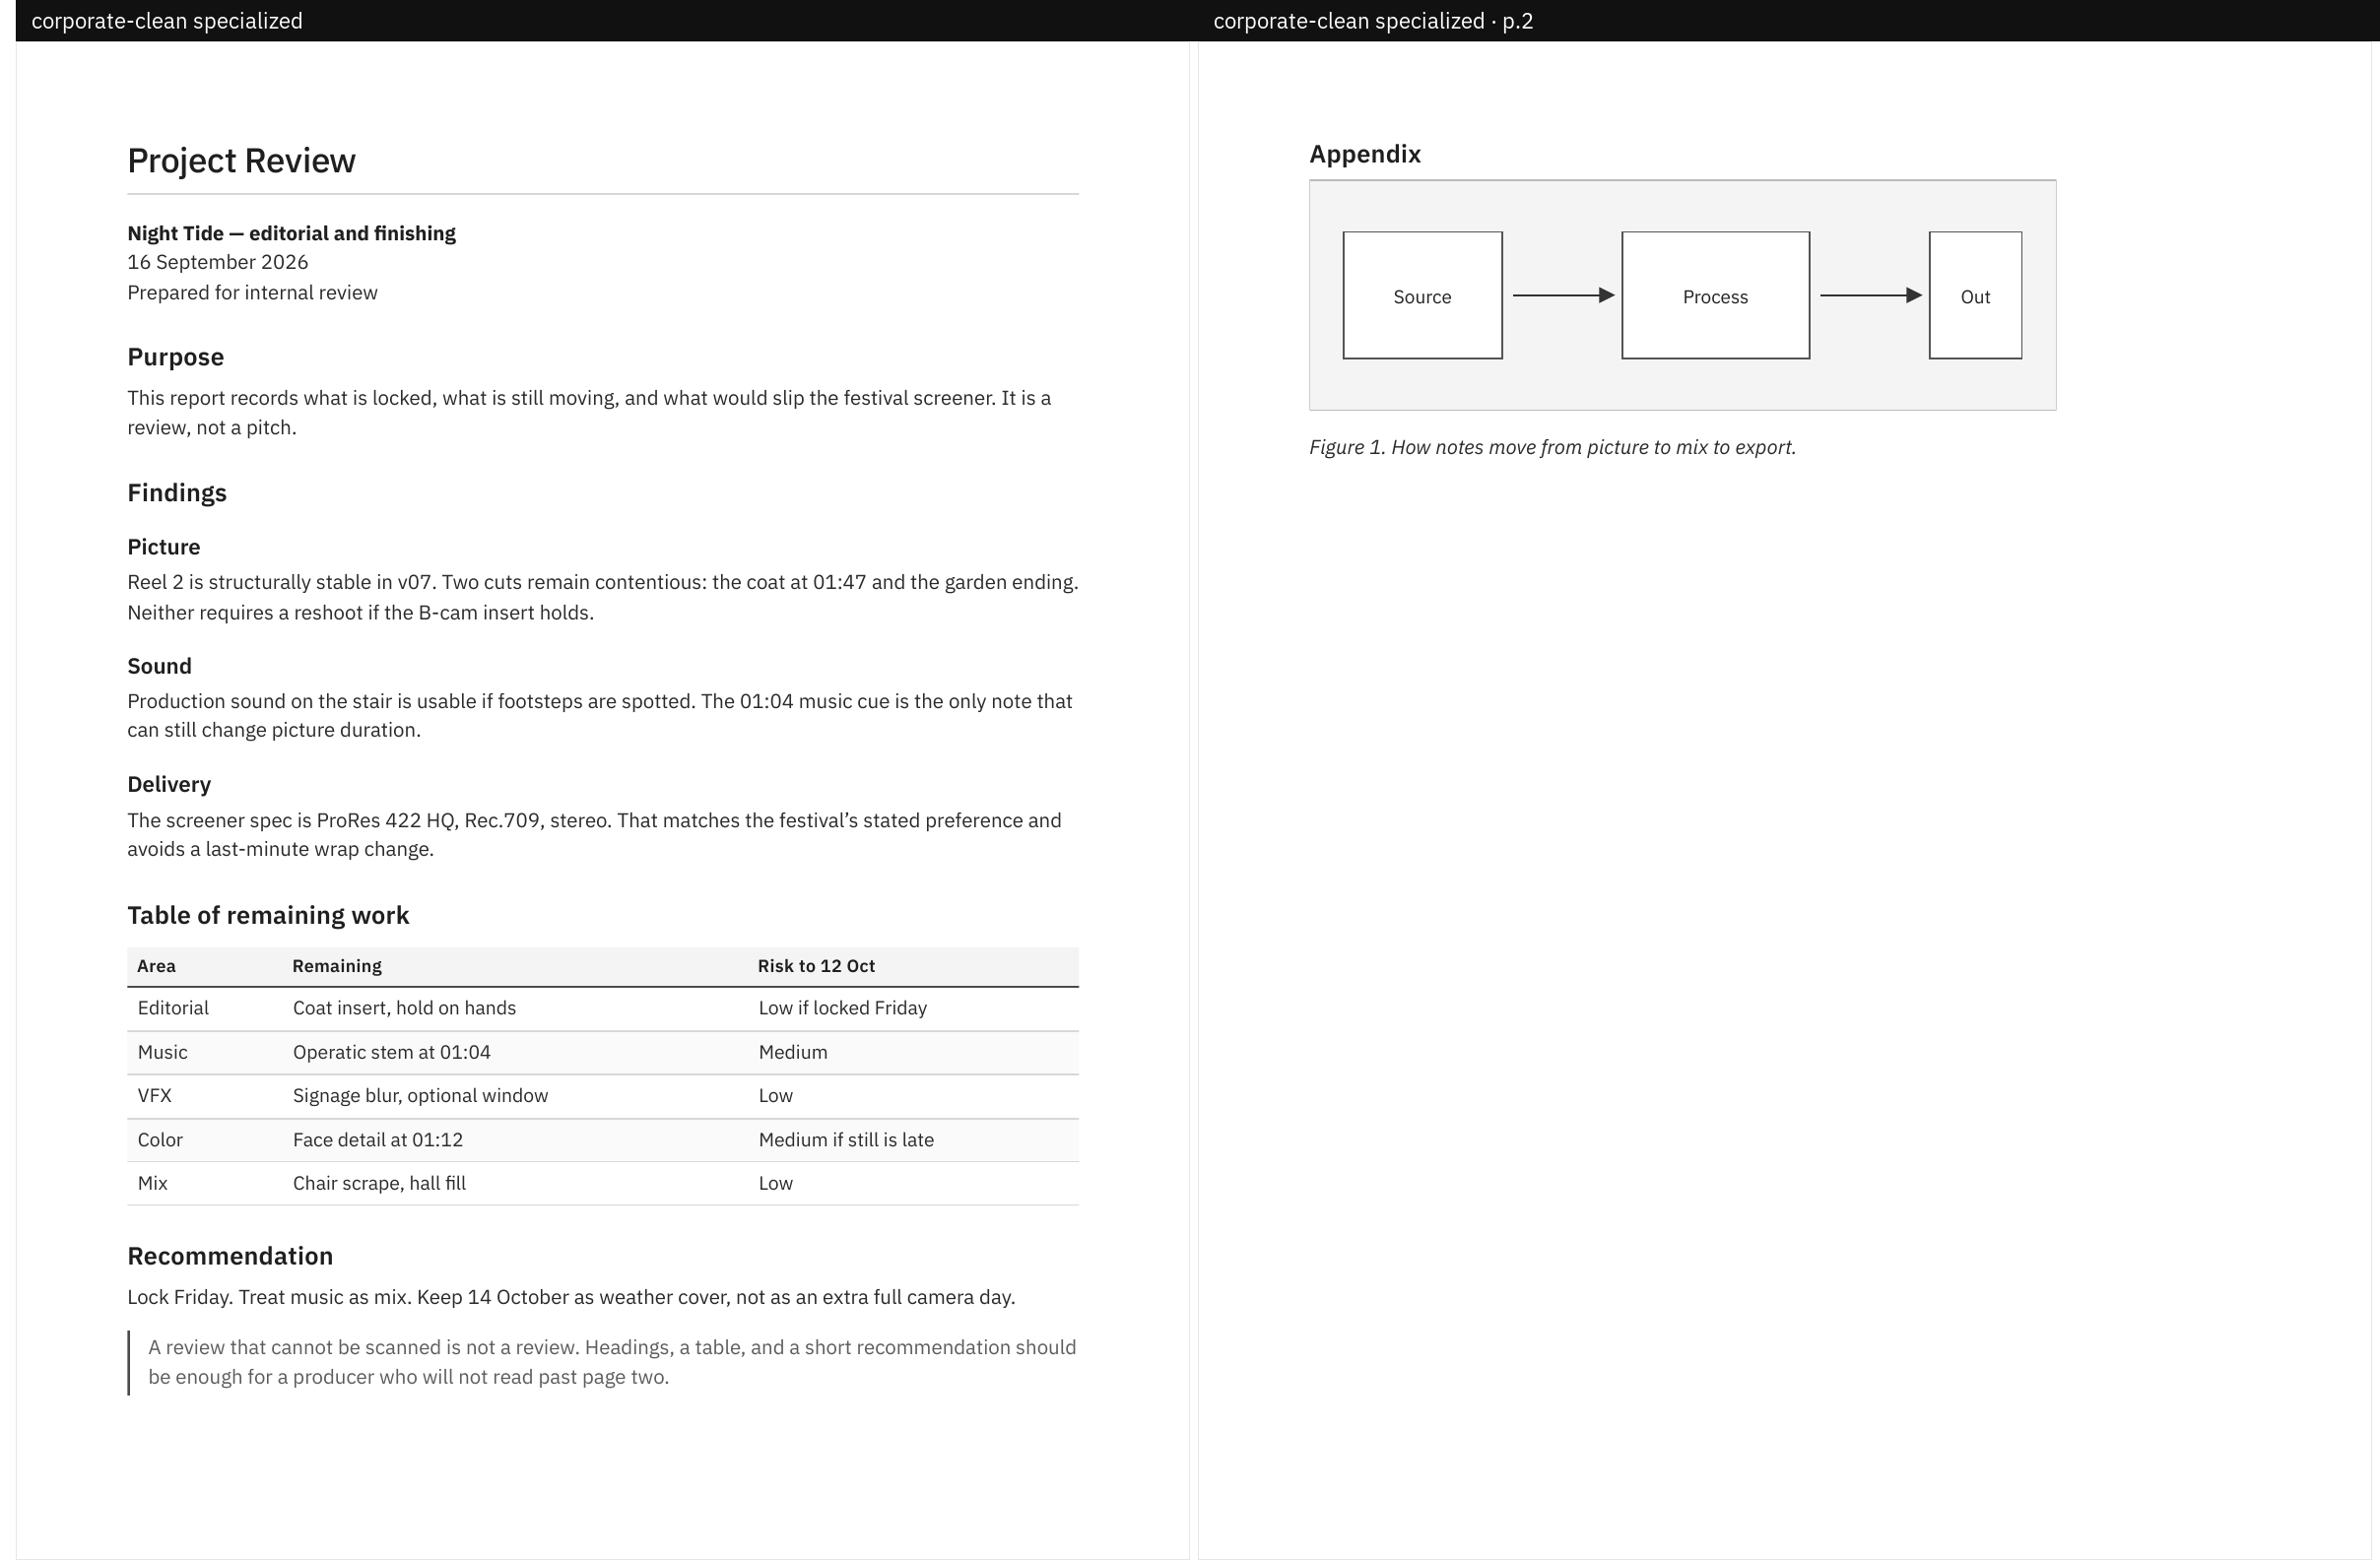 corporate-clean specialized
Project Review
Night Tide — editorial and finishing
16 September 2026
Prepared for internal review
Purpose
This report records what is locked, what is still moving, and what would slip the festival screener. It is a
review, not a pitch.
Findings
Picture
Reel 2 is structurally stable in v07. Two cuts remain contentious: the coat at 01:47 and the garden ending.
Neither requires a reshoot if the B-cam insert holds.
Sound
Production sound on the stair is usable if footsteps are spotted. The 01:04 music cue is the only note that
can still change picture duration.
Delivery
The screener spec is ProRes 422 HQ, Rec.709, stereo. That matches the festival’s stated preference and
avoids a last-minute wrap change.
Table of remaining work
Area Remaining Risk to 12 Oct
Editorial Coat insert, hold on hands Low if locked Friday
Music Operatic stem at 01:04 Medium
VFX Signage blur, optional window Low
Color Face detail at 01:12 Medium if still is late
Mix Chair scrape, hall fill Low
Recommendation
Lock Friday. Treat music as mix. Keep 14 October as weather cover, not as an extra full camera day.
A review that cannot be scanned is not a review. Headings, a table, and a short recommendation should
be enough for a producer who will not read past page two.
corporate-clean specialized · p.2
Appendix
Source Process Out
Figure 1. How notes move from picture to mix to export.